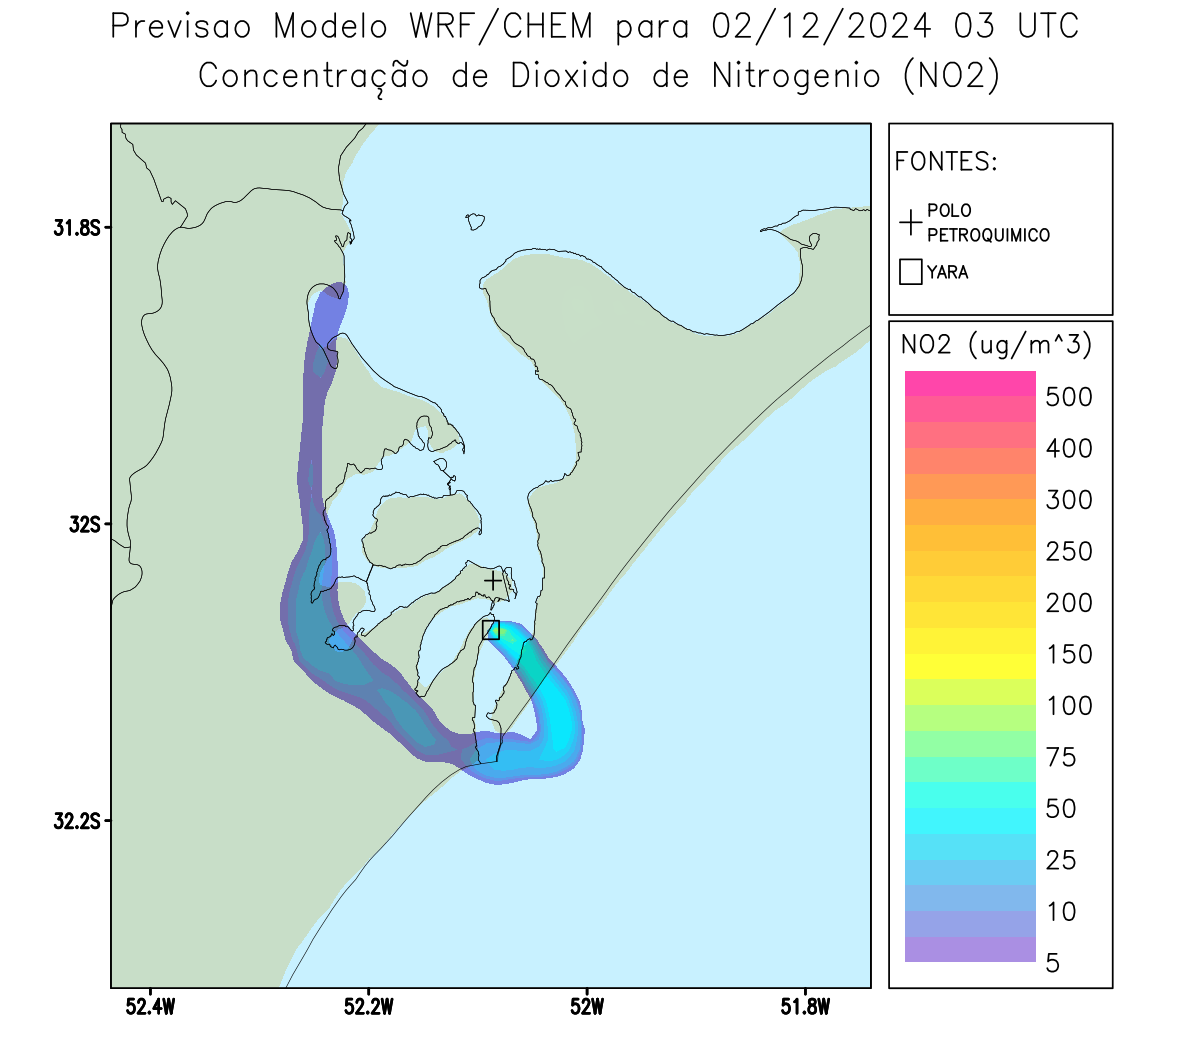 Previsao Modelo WRF/CHEM para 02/12/2024 03 UTC
Concentração de Dioxido de Nitrogenio (NO2)
FONTES:
POLO
PETROQUIMICO
YARA
NO2 (ug/m^3)
500
400
300
250
200
150
100
75
50
25
10
5
31.8S
32S
32.2S
52.4W
52.2W
52W
51.8W